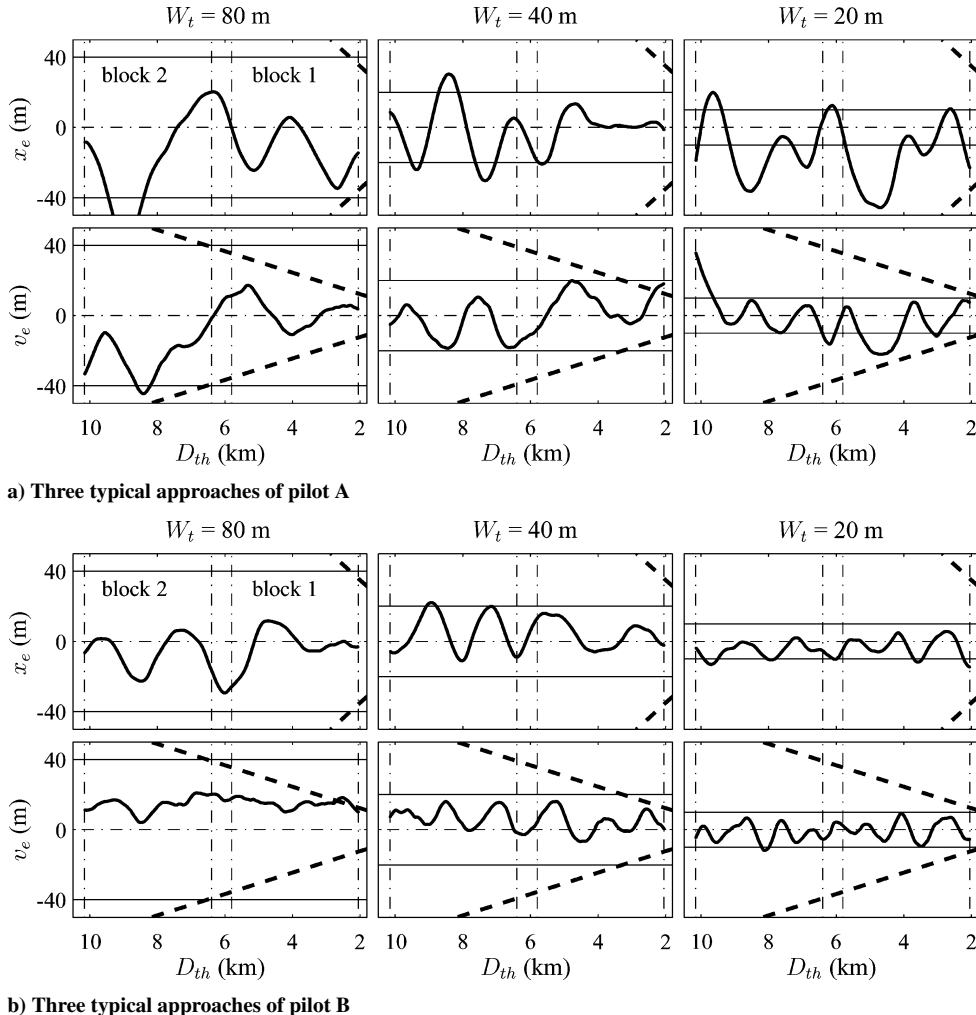 W_t = 80 m W_t = 40 m W_t = 20 m
40
block 2 block 1
x_e (m)
0
-40
40
v_e (m)
0
-40
10 8 6 4 2 10 8 6 4 2 10 8 6 4 2
D_th (km) D_th (km) D_th (km)
a) Three typical approaches of pilot A
W_t = 80 m W_t = 40 m W_t = 20 m
40
block 2 block 1
x_e (m)
0
-40
40
v_e (m)
0
-40
10 8 6 4 2 10 8 6 4 2 10 8 6 4 2
D_th (km) D_th (km) D_th (km)
b) Three typical approaches of pilot B